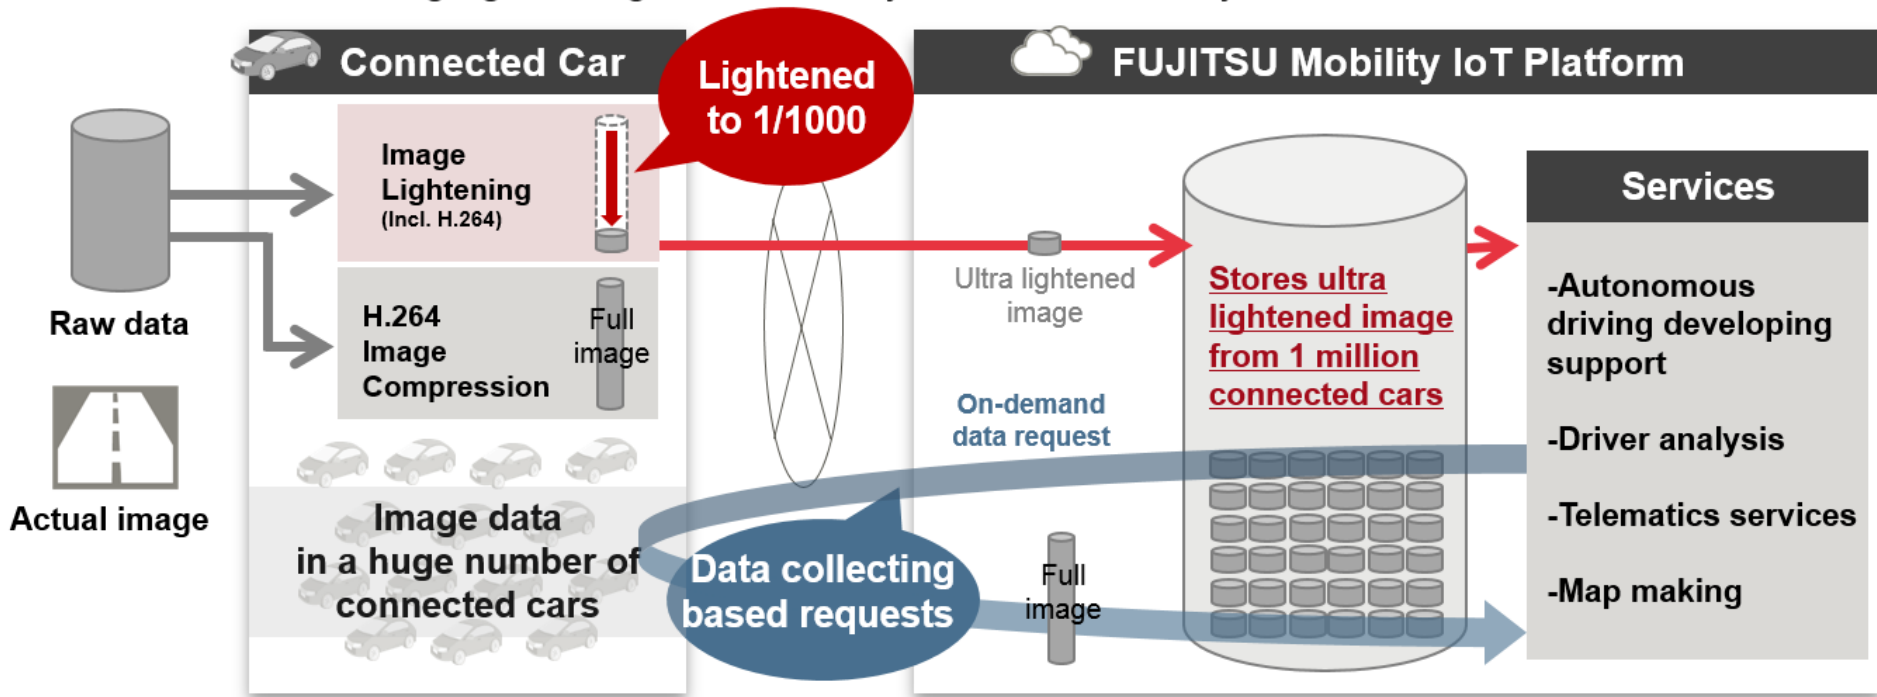 Connected Car
Lightened
to 1/1000
FUJITSU Mobility IoT Platform
Image
Lightening
(Incl. H.264)
Raw data
H.264
Image
Compression
Full
image
Actual image
Image data
in a huge number of
connected cars
Ultra lightened
image
On-demand
data request
Data collecting
based requests
Full
image
Stores ultra
lightened image
from 1 million
connected cars
Services
-Autonomous
driving developing
support
-Driver analysis
-Telematics services
-Map making